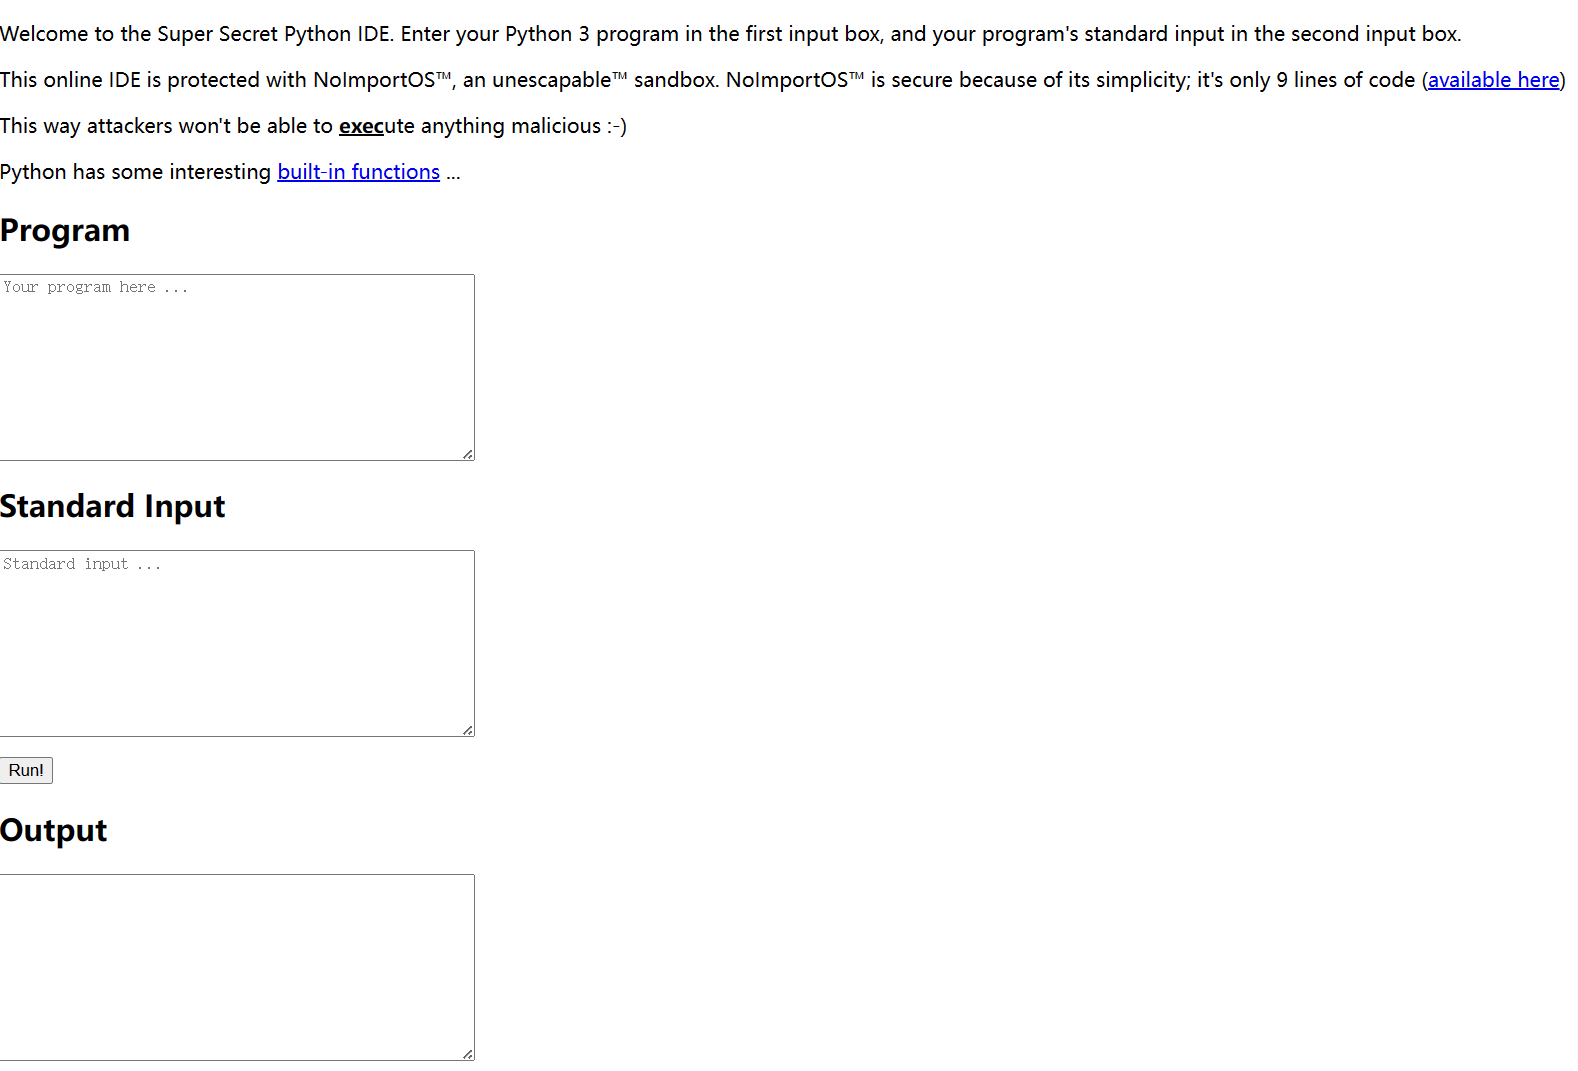 Welcome to the Super Secret Python IDE. Enter your Python 3 program in the first input box, and your program's standard input in the second input box.
This online IDE is protected with NoImportOS™, an unescapable™ sandbox. NoImportOS™ is secure because of its simplicity; it's only 9 lines of code (available here)
This way attackers won't be able to execute anything malicious :-)
Python has some interesting built-in functions ...
Program
Your program here ...
Standard Input
Standard input ...
Run!
Output